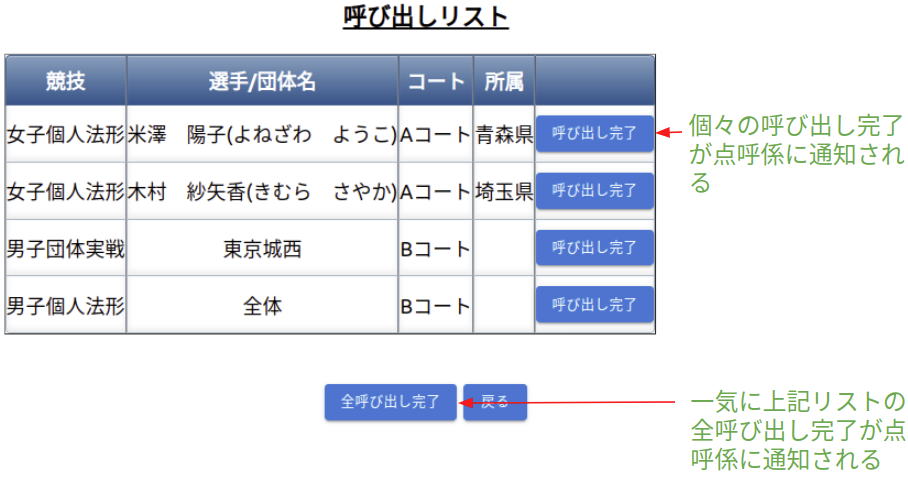 呼び出しリスト
競技 選手/団体名 コート 所属
女子個人法形 米澤　陽子(よねざわ　ようこ) Aコート 青森県 呼び出し完了
女子個人法形 木村　紗矢香(きむら　さやか) Aコート 埼玉県 呼び出し完了
男子団体実戦 東京城西 Bコート 呼び出し完了
男子個人法形 全体 Bコート 呼び出し完了
個々の呼び出し完了
が点呼係に通知され
る
全呼び出し完了 戻る
一気に上記リストの
全呼び出し完了が点
呼係に通知される